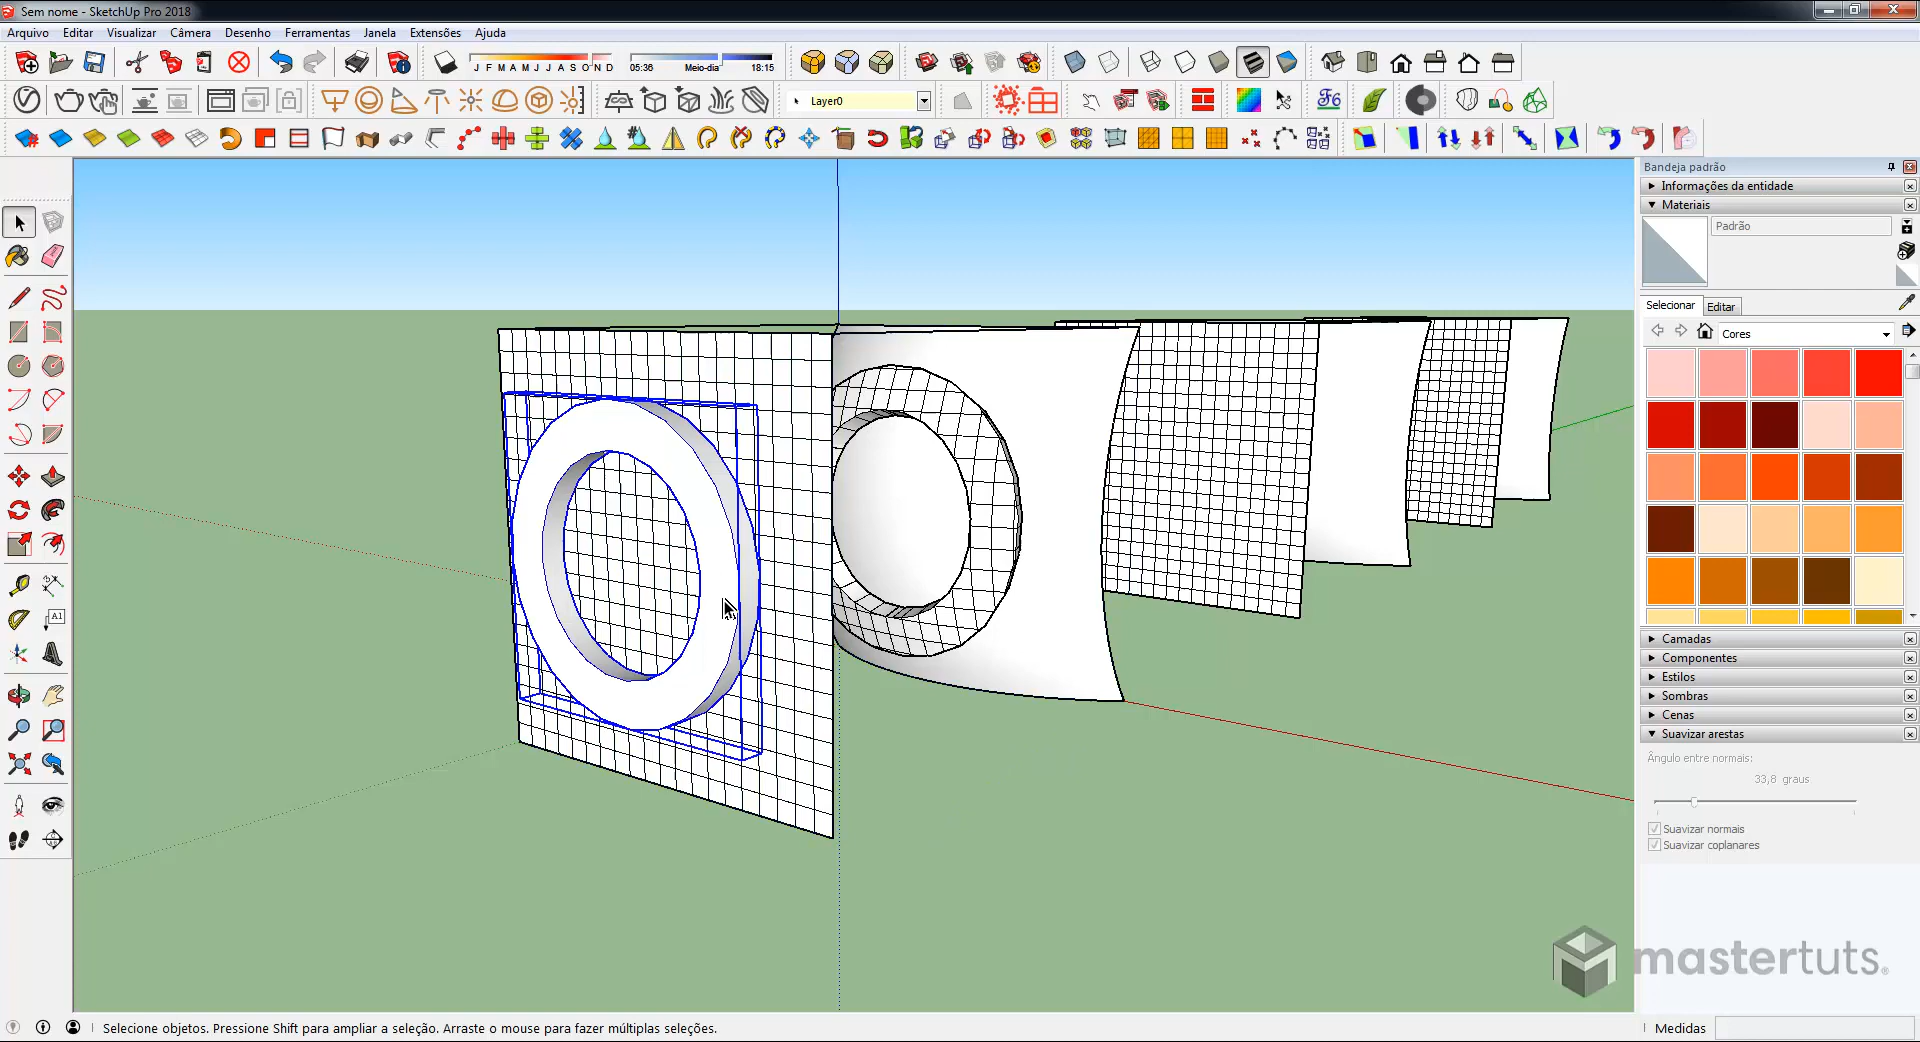 Sem nome - SketchUp Pro 2018
Arquivo Editar Visualizar Câmera Desenho Ferramentas Janela Extensões Ajuda
J F M A M J J A S O N D
05:36 Meio-dia 18:15
Layer0
Bandeja padrão
Informações da entidade
Materiais
Padrão
Selecionar Editar
Cores
Camadas
Componentes
Estilos
Sombras
Cenas
Suavizar arestas
Ângulo entre normais:
33,8 graus
Suavizar normais
Suavizar coplanares
A1
mastertuts®
Selecione objetos. Pressione Shift para ampliar a seleção. Arraste o mouse para fazer múltiplas seleções.
Medidas